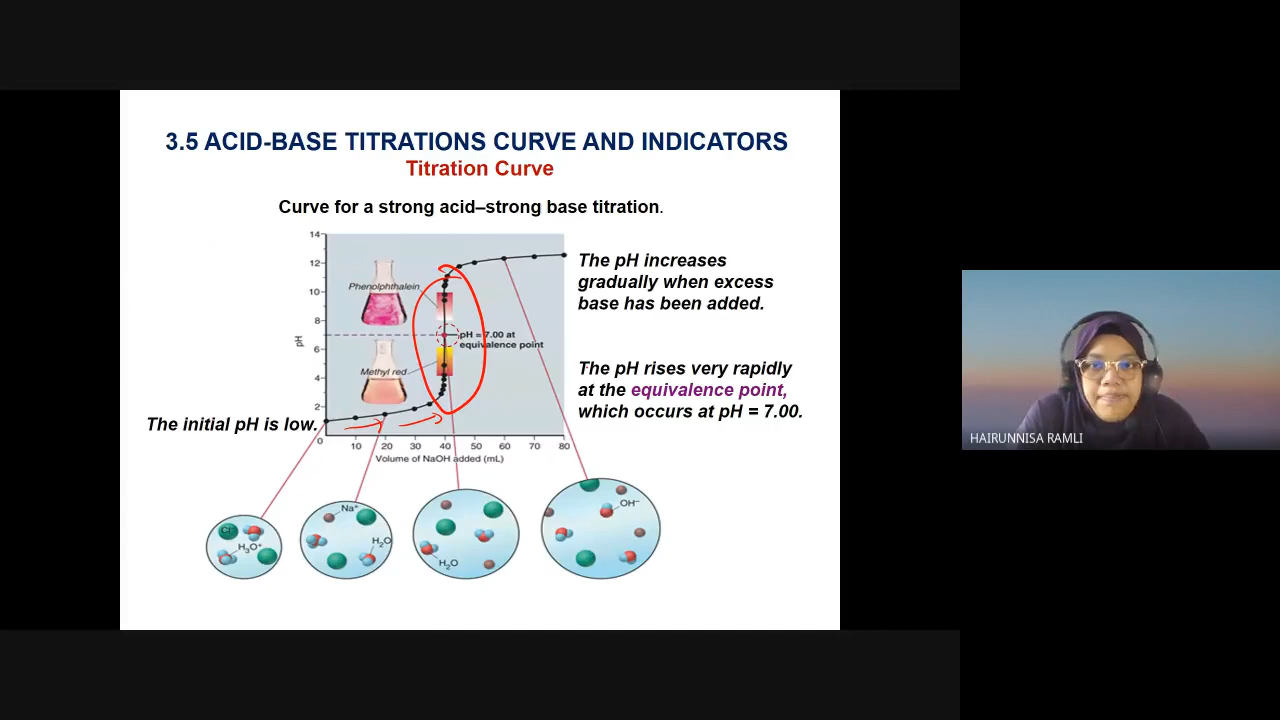 3.5 ACID-BASE TITRATIONS CURVE AND INDICATORS
Titration Curve
Curve for a strong acid–strong base titration.
14
12
10
8
6
4
2
0
pH
Phenolphthalein
pH = 7.00 at
equivalence point
Methyl red
10 20 30 40 50 60 70 80
Volume of NaOH added (mL)
The initial pH is low.
The pH increases
gradually when excess
base has been added.
The pH rises very rapidly
at the equivalence point,
which occurs at pH = 7.00.
Cl⁻
H₃O⁺
Na⁺
H₂O
H₂O
OH⁻
HAIRUNNISA RAMLI